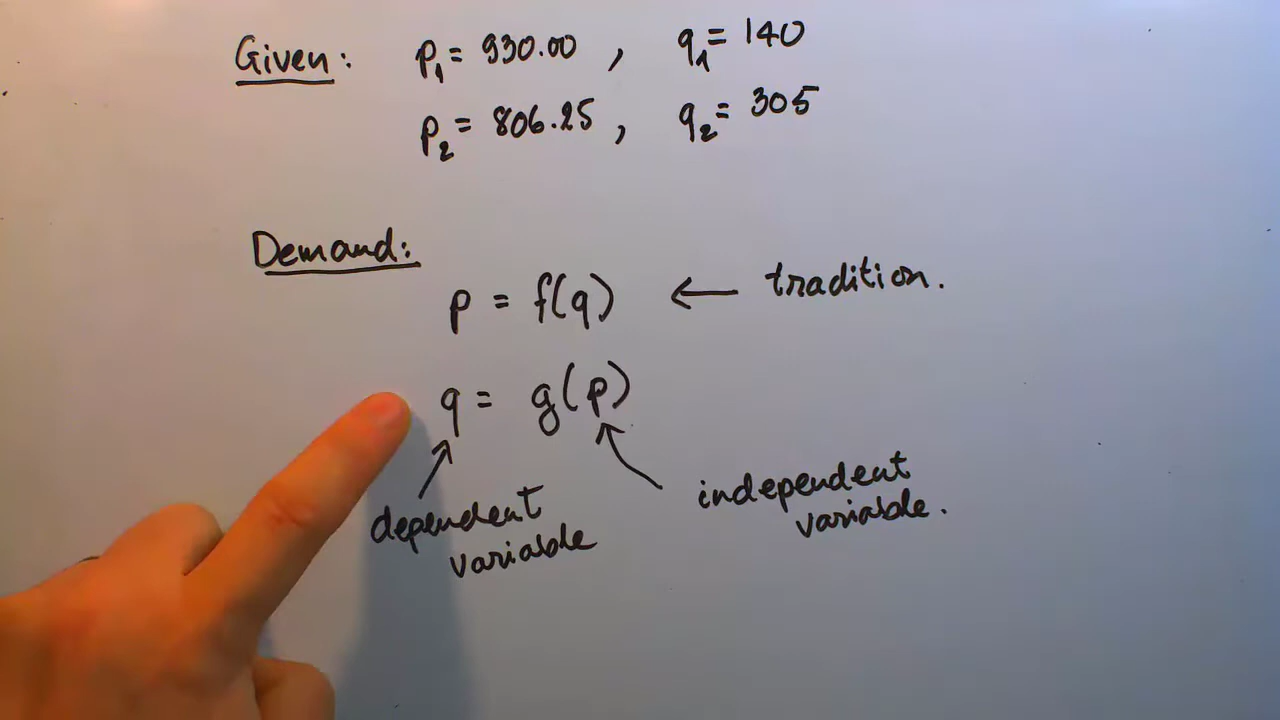 Given: p₁ = 930.00 , q₁ = 140
p₂ = 806.25 , q₂ = 305
Demand:
p = f(q) ← tradition.
q = g(p)
dependent variable
independent variable.